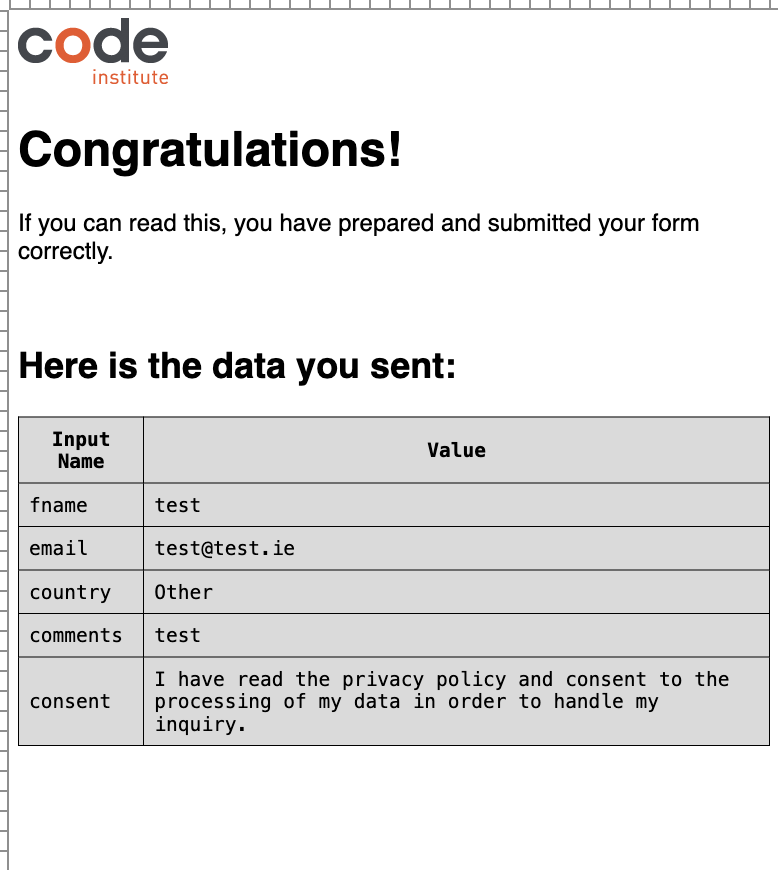 code
institute
Congratulations!
If you can read this, you have prepared and submitted your form
correctly.
Here is the data you sent:
Input
Name
Value
fname
test
email
test@test.ie
country
Other
comments
test
consent
I have read the privacy policy and consent to the
processing of my data in order to handle my
inquiry.